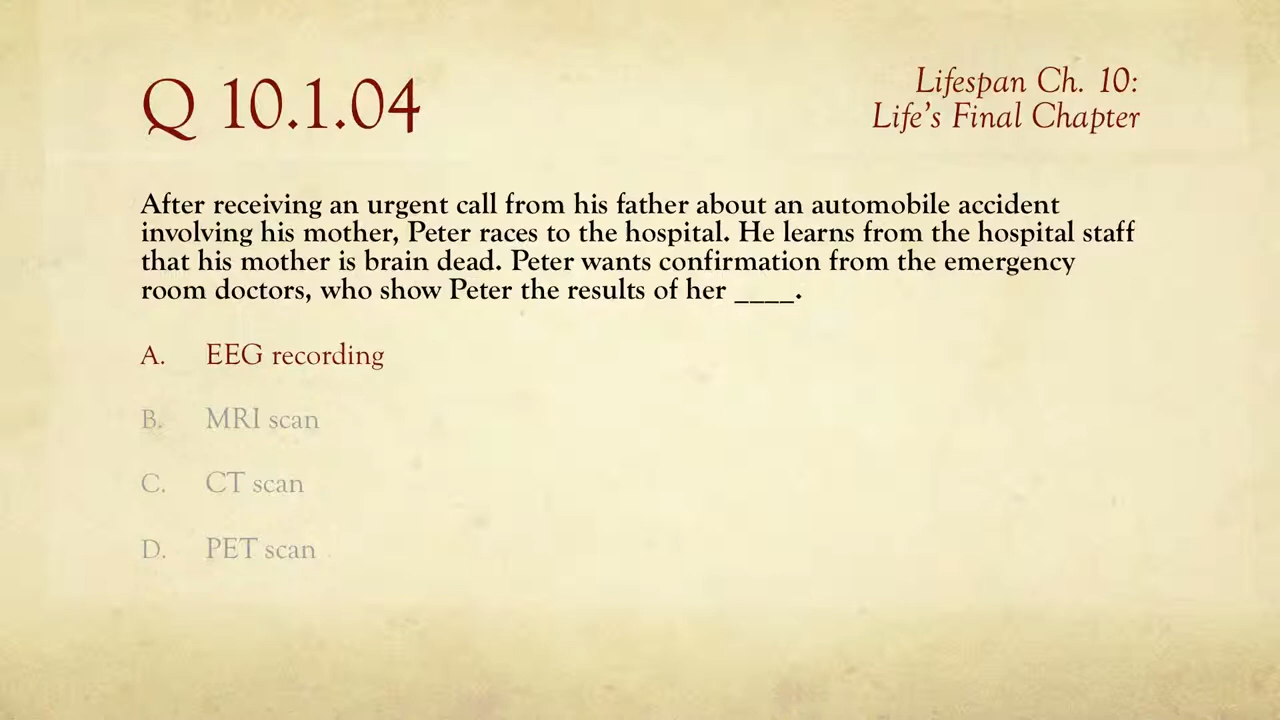 Q 10.1.04
Lifespan Ch. 10:
Life's Final Chapter
After receiving an urgent call from his father about an automobile accident
involving his mother, Peter races to the hospital. He learns from the hospital staff
that his mother is brain dead. Peter wants confirmation from the emergency
room doctors, who show Peter the results of her ____.
A. EEG recording
B. MRI scan
C. CT scan
D. PET scan